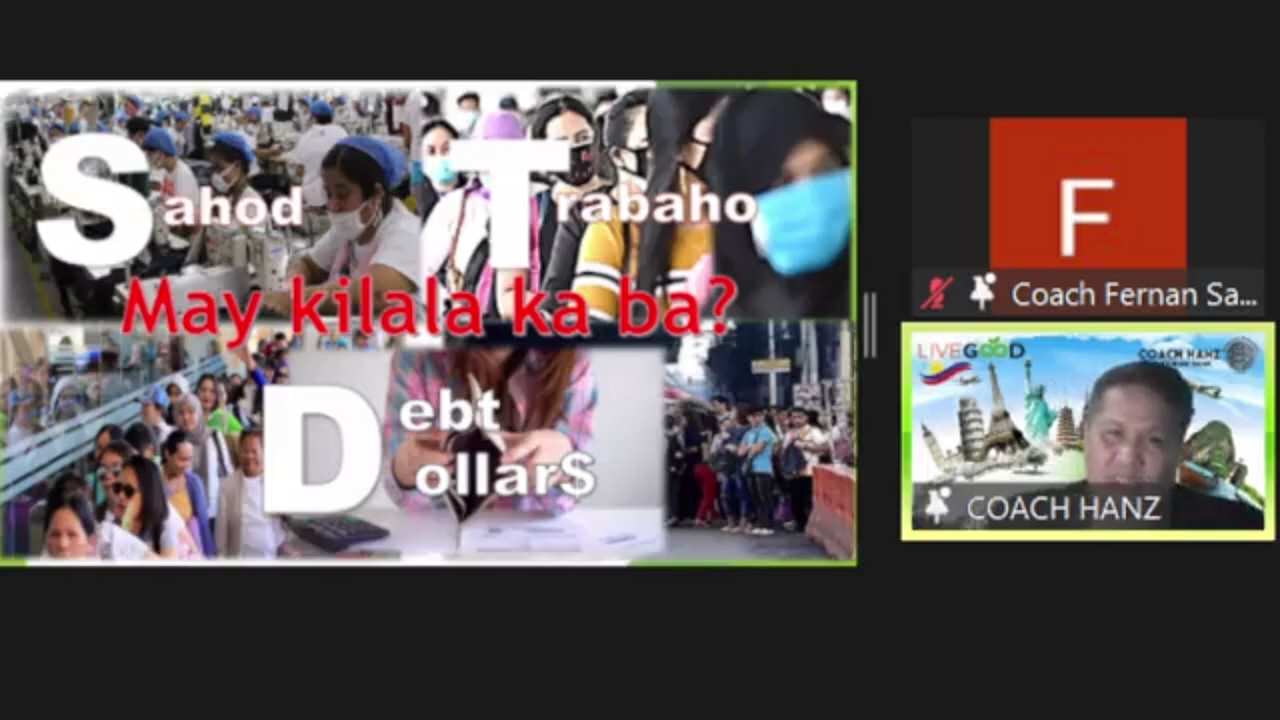 Sahod
Trabaho
May kilala ka ba?
Debt
Dollar$
F
Coach Fernan Sa...
LIVEGOOD
COACH HANZ
COACH HANZ